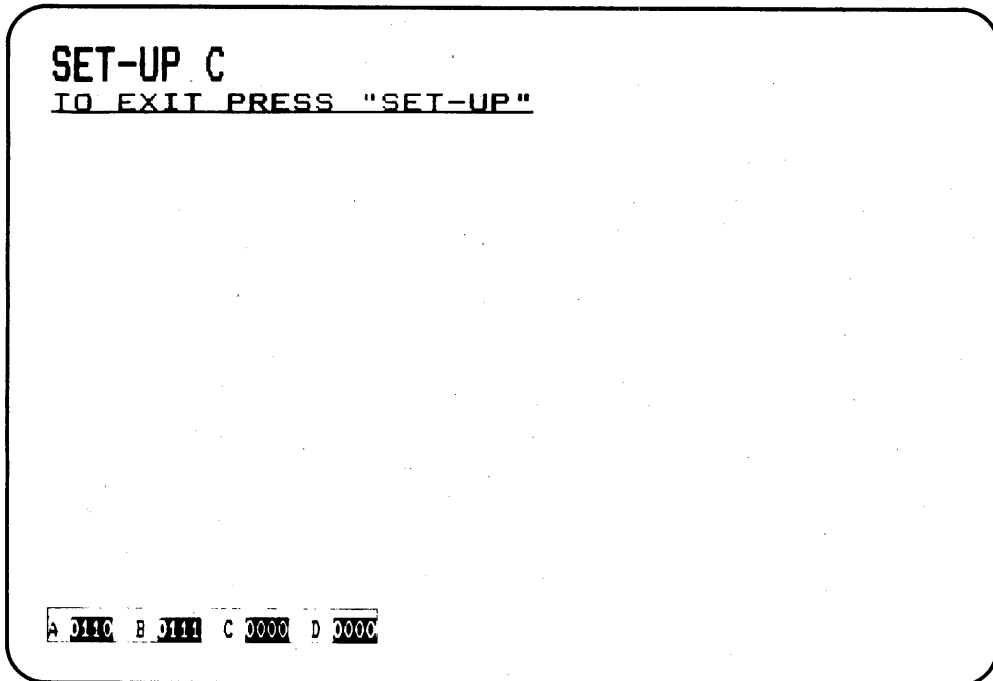 SET-UP C
TO EXIT PRESS "SET-UP"
A 0110 B 0111 C 0000 D 0000